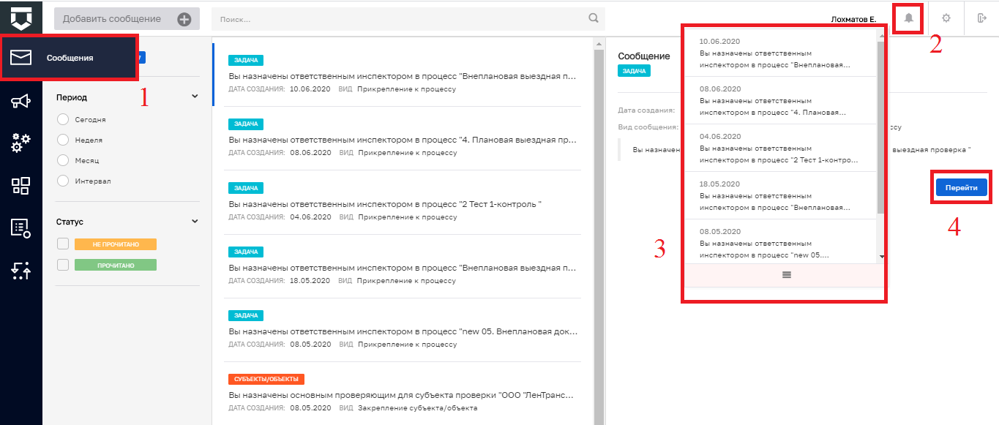 Добавить сообщение
Поиск...
Лохматов Е.
2
Сообщения
1
Период
Сегодня
Неделя
Месяц
Интервал
Статус
НЕ ПРОЧИТАНО
ПРОЧИТАНО
ЗАДАЧА
Вы назначены ответственным инспектором в процесс "Внеплановая выездная п...
ДАТА СОЗДАНИЯ: 10.06.2020 ВИД Прикрепление к процессу
ЗАДАЧА
Вы назначены ответственным инспектором в процесс "4. Плановая выездная пр...
ДАТА СОЗДАНИЯ: 08.06.2020 ВИД Прикрепление к процессу
ЗАДАЧА
Вы назначены ответственным инспектором в процесс "2 Тест 1-контроль "
ДАТА СОЗДАНИЯ: 04.06.2020 ВИД Прикрепление к процессу
ЗАДАЧА
Вы назначены ответственным инспектором в процесс "Внеплановая выездная п...
ДАТА СОЗДАНИЯ: 18.05.2020 ВИД Прикрепление к процессу
ЗАДАЧА
Вы назначены ответственным инспектором в процесс "new 05. Внеплановая док...
ДАТА СОЗДАНИЯ: 08.05.2020 ВИД Прикрепление к процессу
СУБЪЕКТЫ/ОБЪЕКТЫ
Вы назначены основным проверяющим для субъекта проверки "ООО "ЛенТранс...
ДАТА СОЗДАНИЯ: 08.05.2020 ВИД Закрепление субъекта/объекта
Сообщение
ЗАДАЧА
Дата создания:
Вид сообщения:
ссу
Вы назначен
выездная проверка "
Перейти
4
3
10.06.2020
Вы назначены ответственным
инспектором в процесс "Внеплановая...
08.06.2020
Вы назначены ответственным
инспектором в процесс "4. Плановая...
04.06.2020
Вы назначены ответственным
инспектором в процесс "2 Тест 1-контро...
18.05.2020
Вы назначены ответственным
инспектором в процесс "Внеплановая...
08.05.2020
Вы назначены ответственным
инспектором в процесс "new 05....